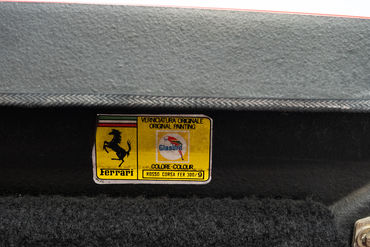 VERNICIATURA ORIGINALE
ORIGINAL PAINTING
Glasurit
COLORE-COLOUR
Ferrari
ROSSO CORSA FER 300/9